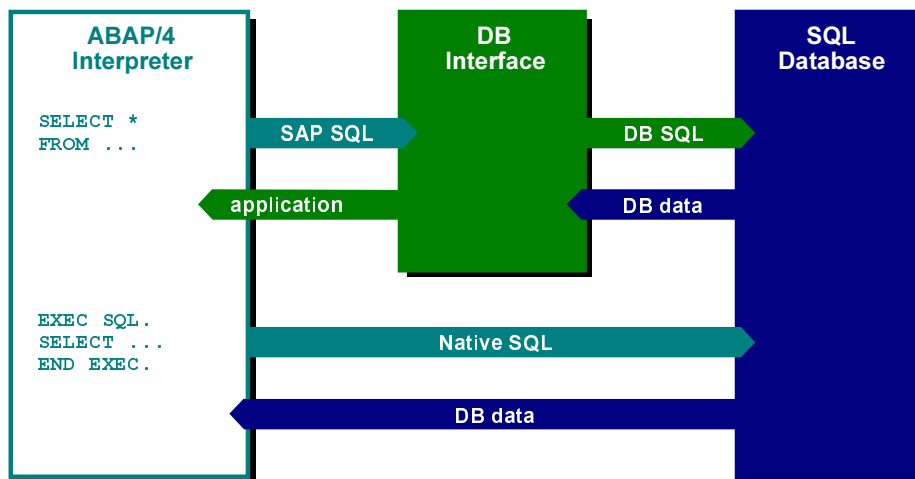 ABAP/4
Interpreter
DB
Interface
SQL
Database
SELECT *
FROM ...
SAP SQL
DB SQL
application
DB data
EXEC SQL.
SELECT ...
END EXEC.
Native SQL
DB data